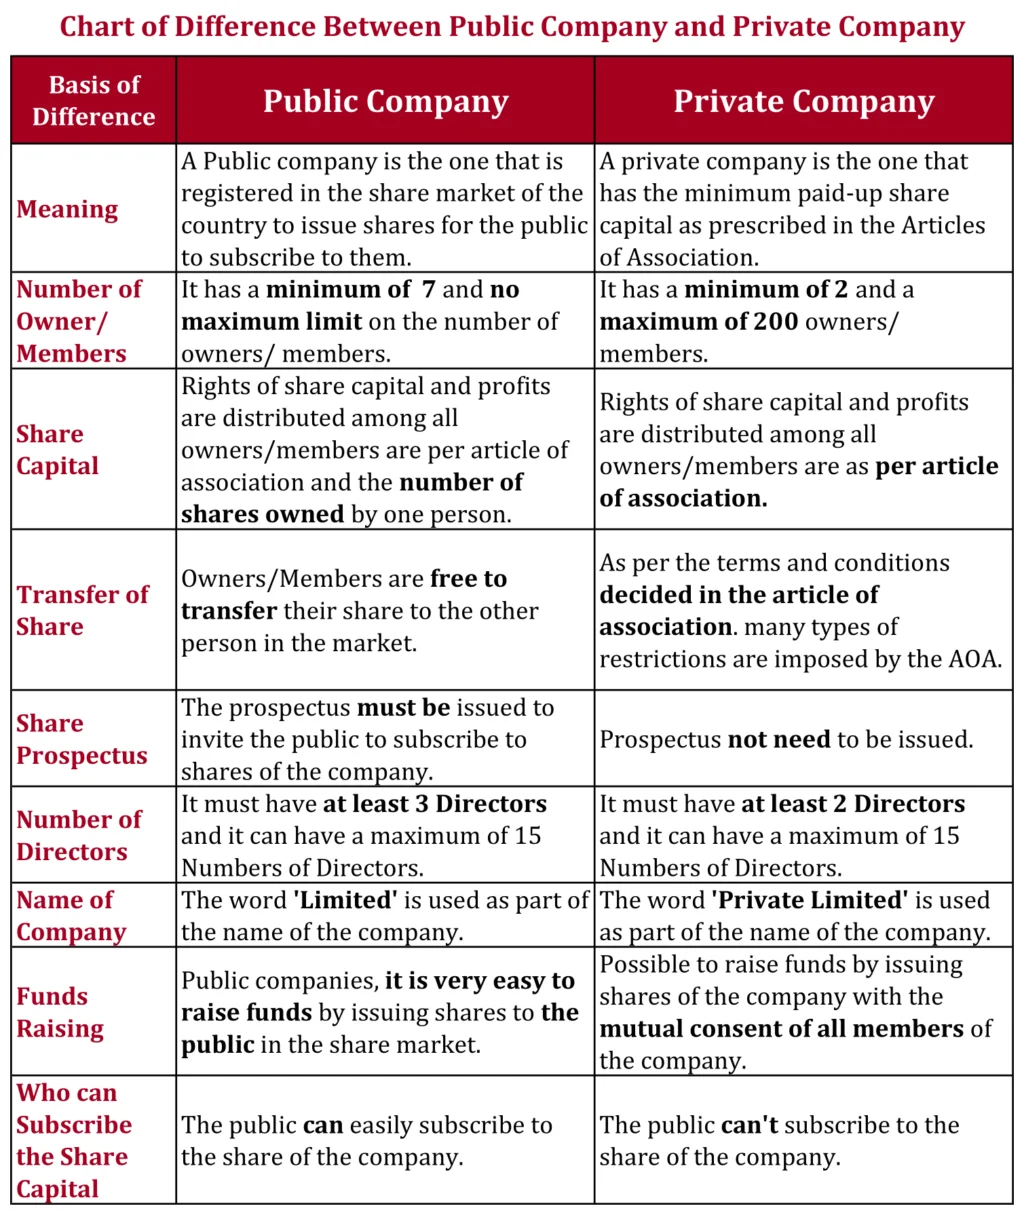 Chart of Difference Between Public Company and Private Company
Basis of
Difference
Public Company
Private Company
Meaning
A Public company is the one that is
registered in the share market of the
country to issue shares for the public
to subscribe to them.
A private company is the one that
has the minimum paid-up share
capital as prescribed in the Articles
of Association.
Number of
Owner/
Members
It has a minimum of 7 and no
maximum limit on the number of
owners/ members.
It has a minimum of 2 and a
maximum of 200 owners/
members.
Share
Capital
Rights of share capital and profits
are distributed among all
owners/members are per article of
association and the number of
shares owned by one person.
Rights of share capital and profits
are distributed among all
owners/members are as per article
of association.
Transfer of
Share
Owners/Members are free to
transfer their share to the other
person in the market.
As per the terms and conditions
decided in the article of
association. many types of
restrictions are imposed by the AOA.
Share
Prospectus
The prospectus must be issued to
invite the public to subscribe to
shares of the company.
Prospectus not need to be issued.
Number of
Directors
It must have at least 3 Directors
and it can have a maximum of 15
Numbers of Directors.
It must have at least 2 Directors
and it can have a maximum of 15
Numbers of Directors.
Name of
Company
The word 'Limited' is used as part of
the name of the company.
The word 'Private Limited' is used
as part of the name of the company.
Funds
Raising
Public companies, it is very easy to
raise funds by issuing shares to the
public in the share market.
Possible to raise funds by issuing
shares of the company with the
mutual consent of all members of
the company.
Who can
Subscribe
the Share
Capital
The public can easily subscribe to
the share of the company.
The public can't subscribe to the
share of the company.